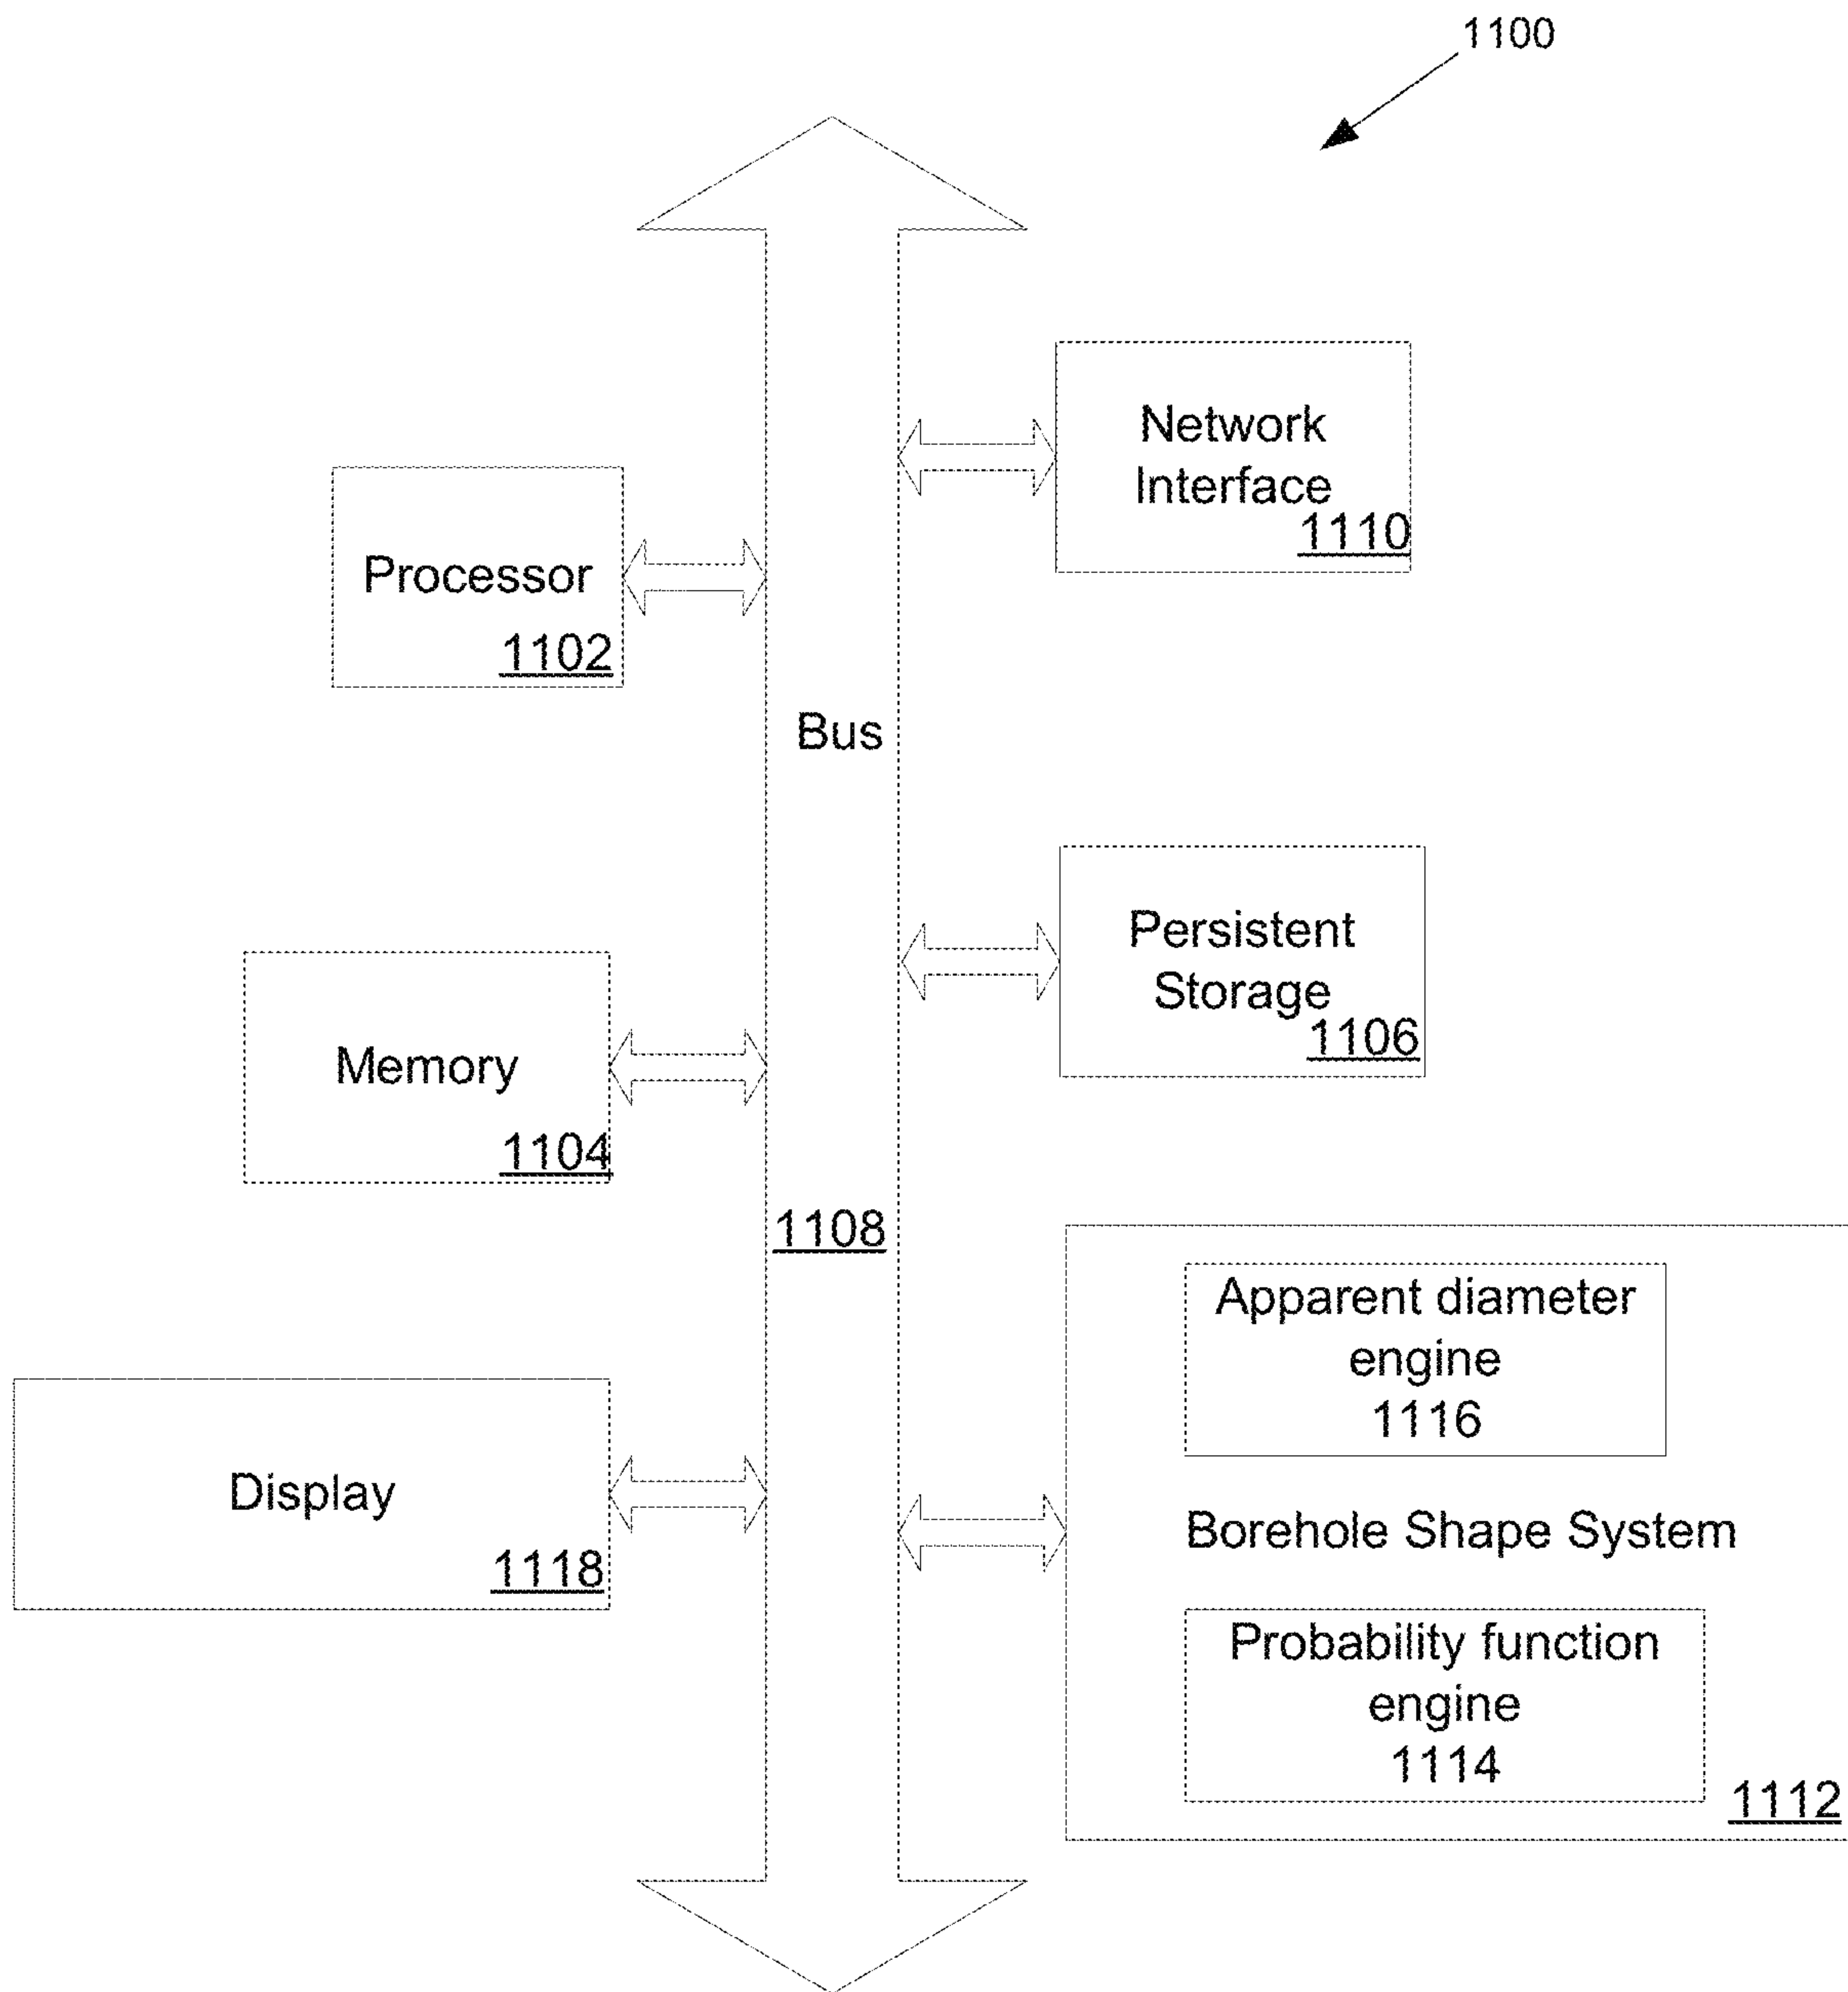 1100
Network
Interface
1110
Processor
1102
Bus
Persistent
Storage
1106
Memory
1104
1108
Apparent diameter
engine
1116
Display
1118
Borehole Shape System
Probability function
engine
1114
1112